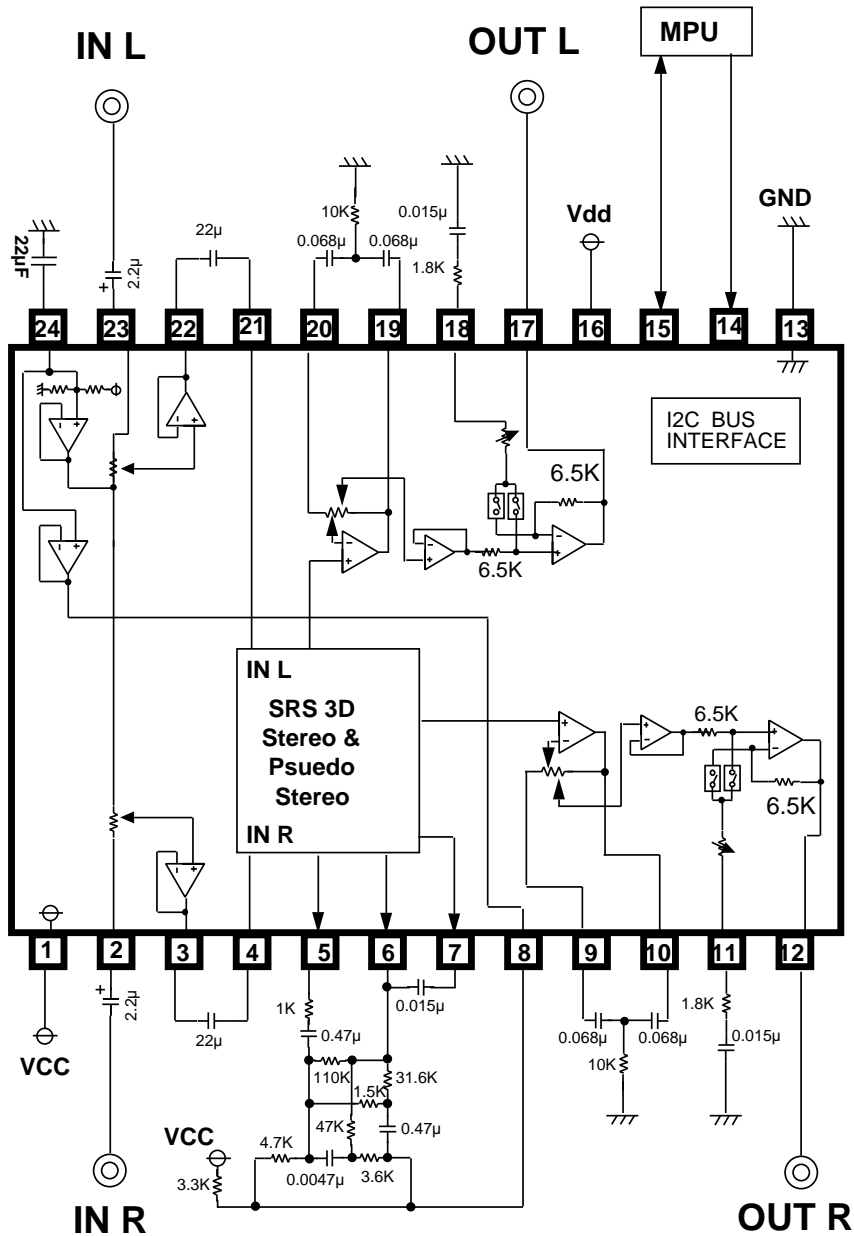 IN L
OUT L
MPU
22µF
2.2µ
+
22µ
10K
0.068µ
0.068µ
0.015µ
1.8K
Vdd
GND
24
23
22
21
20
19
18
17
16
15
14
13
I2C BUS
INTERFACE
6.5K
6.5K
IN L
SRS 3D
Stereo &
Psuedo
Stereo
IN R
6.5K
6.5K
1
2
3
4
5
6
7
8
9
10
11
12
VCC
+
2.2µ
22µ
1K
0.47µ
0.015µ
110K
31.6K
1.5K
47K
0.47µ
4.7K
0.0047µ
3.6K
VCC
3.3K
0.068µ
0.068µ
10K
1.8K
0.015µ
IN R
OUT R